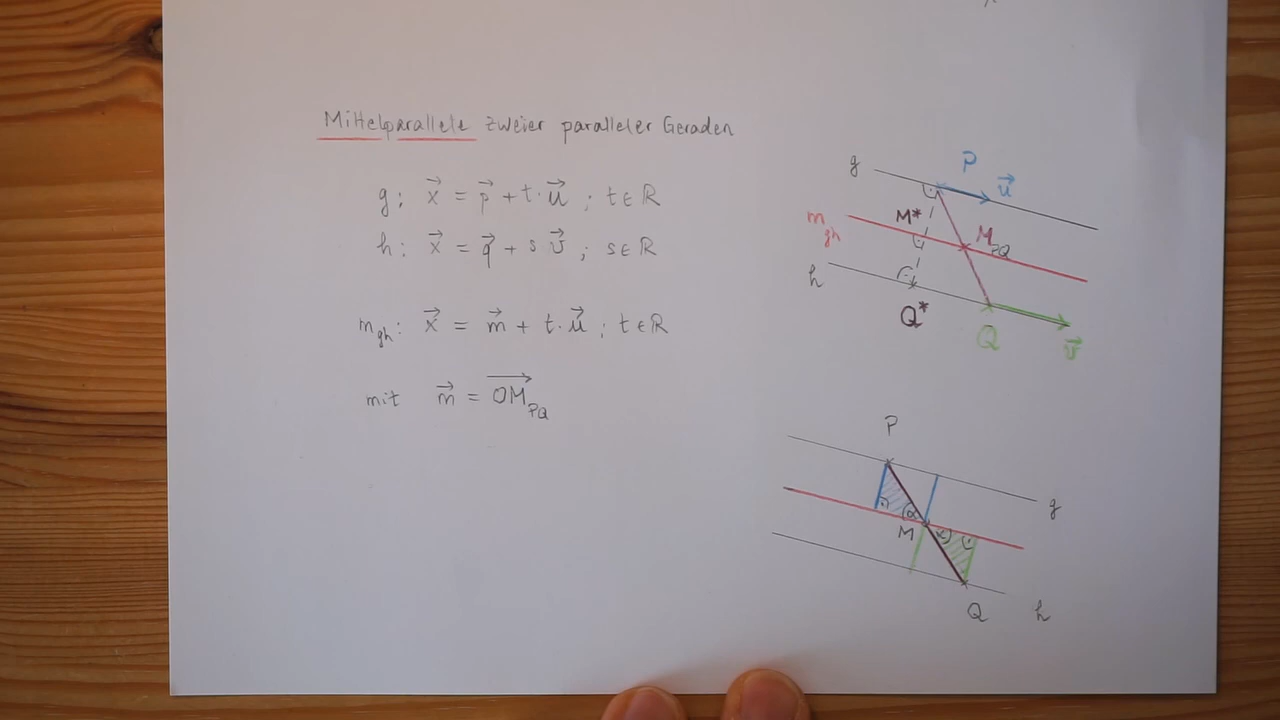 Mittelparallele zweier paralleler Geraden
g: x⃗ = p⃗ + t · u⃗ ; t ∈ ℝ
h: x⃗ = q⃗ + s v⃗ ; s ∈ ℝ
m_gh: x⃗ = m⃗ + t · u⃗ ; t ∈ ℝ
mit m⃗ = OM_PQ⃗
g P u⃗
m_gh M* M_PQ
h Q* Q v⃗
P
g
α
M α
Q h